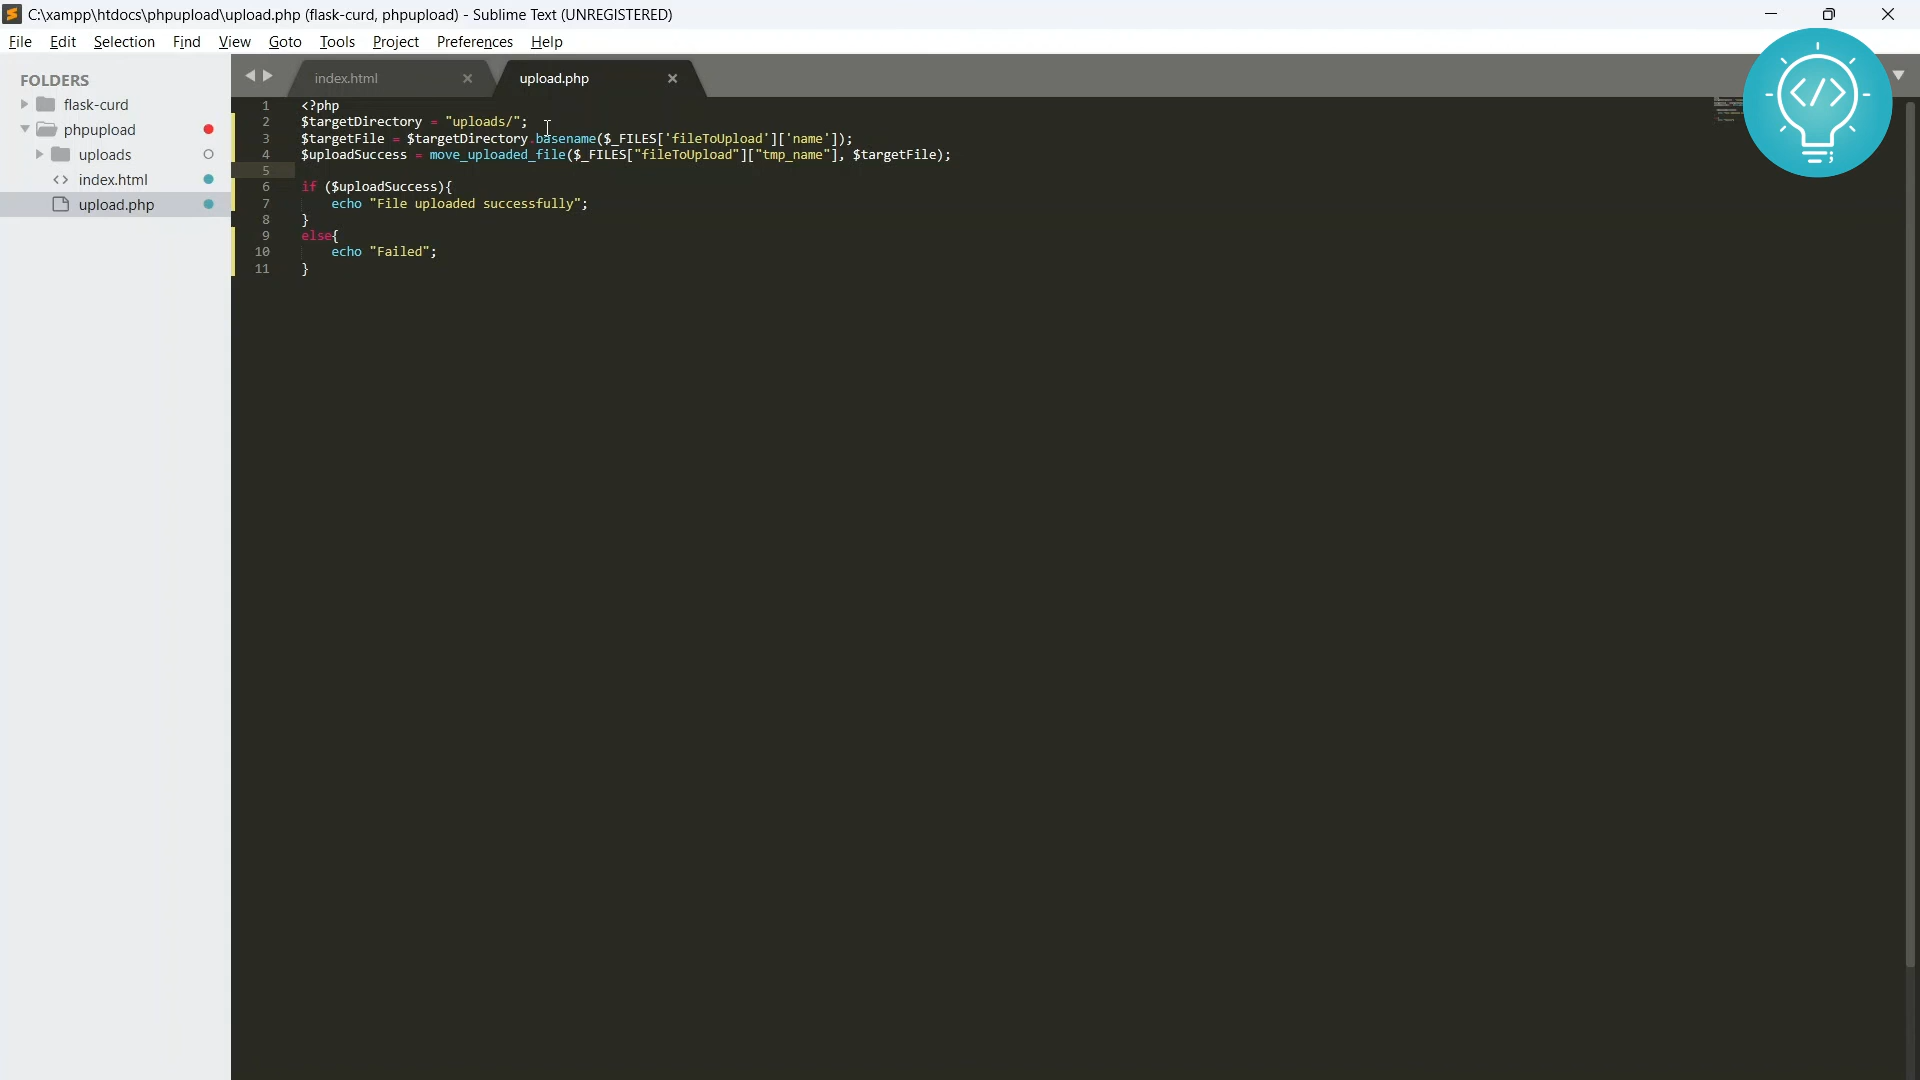 C:\xampp\htdocs\phpupload\upload.php (flask-curd, phpupload) - Sublime Text (UNREGISTERED)
File Edit Selection Find View Goto Tools Project Preferences Help
FOLDERS
flask-curd
phpupload
uploads
index.html
upload.php
index.html upload.php
1 <?php
2 $targetDirectory = "uploads/";
3 $targetFile = $targetDirectory.basename($_FILES['fileToUpload']['name']);
4 $uploadSuccess = move_uploaded_file($_FILES["fileToUpload"]["tmp_name"], $targetFile);
5
6 if ($uploadSuccess){
7 echo "File uploaded successfully";
8 }
9 else{
10 echo "Failed";
11 }